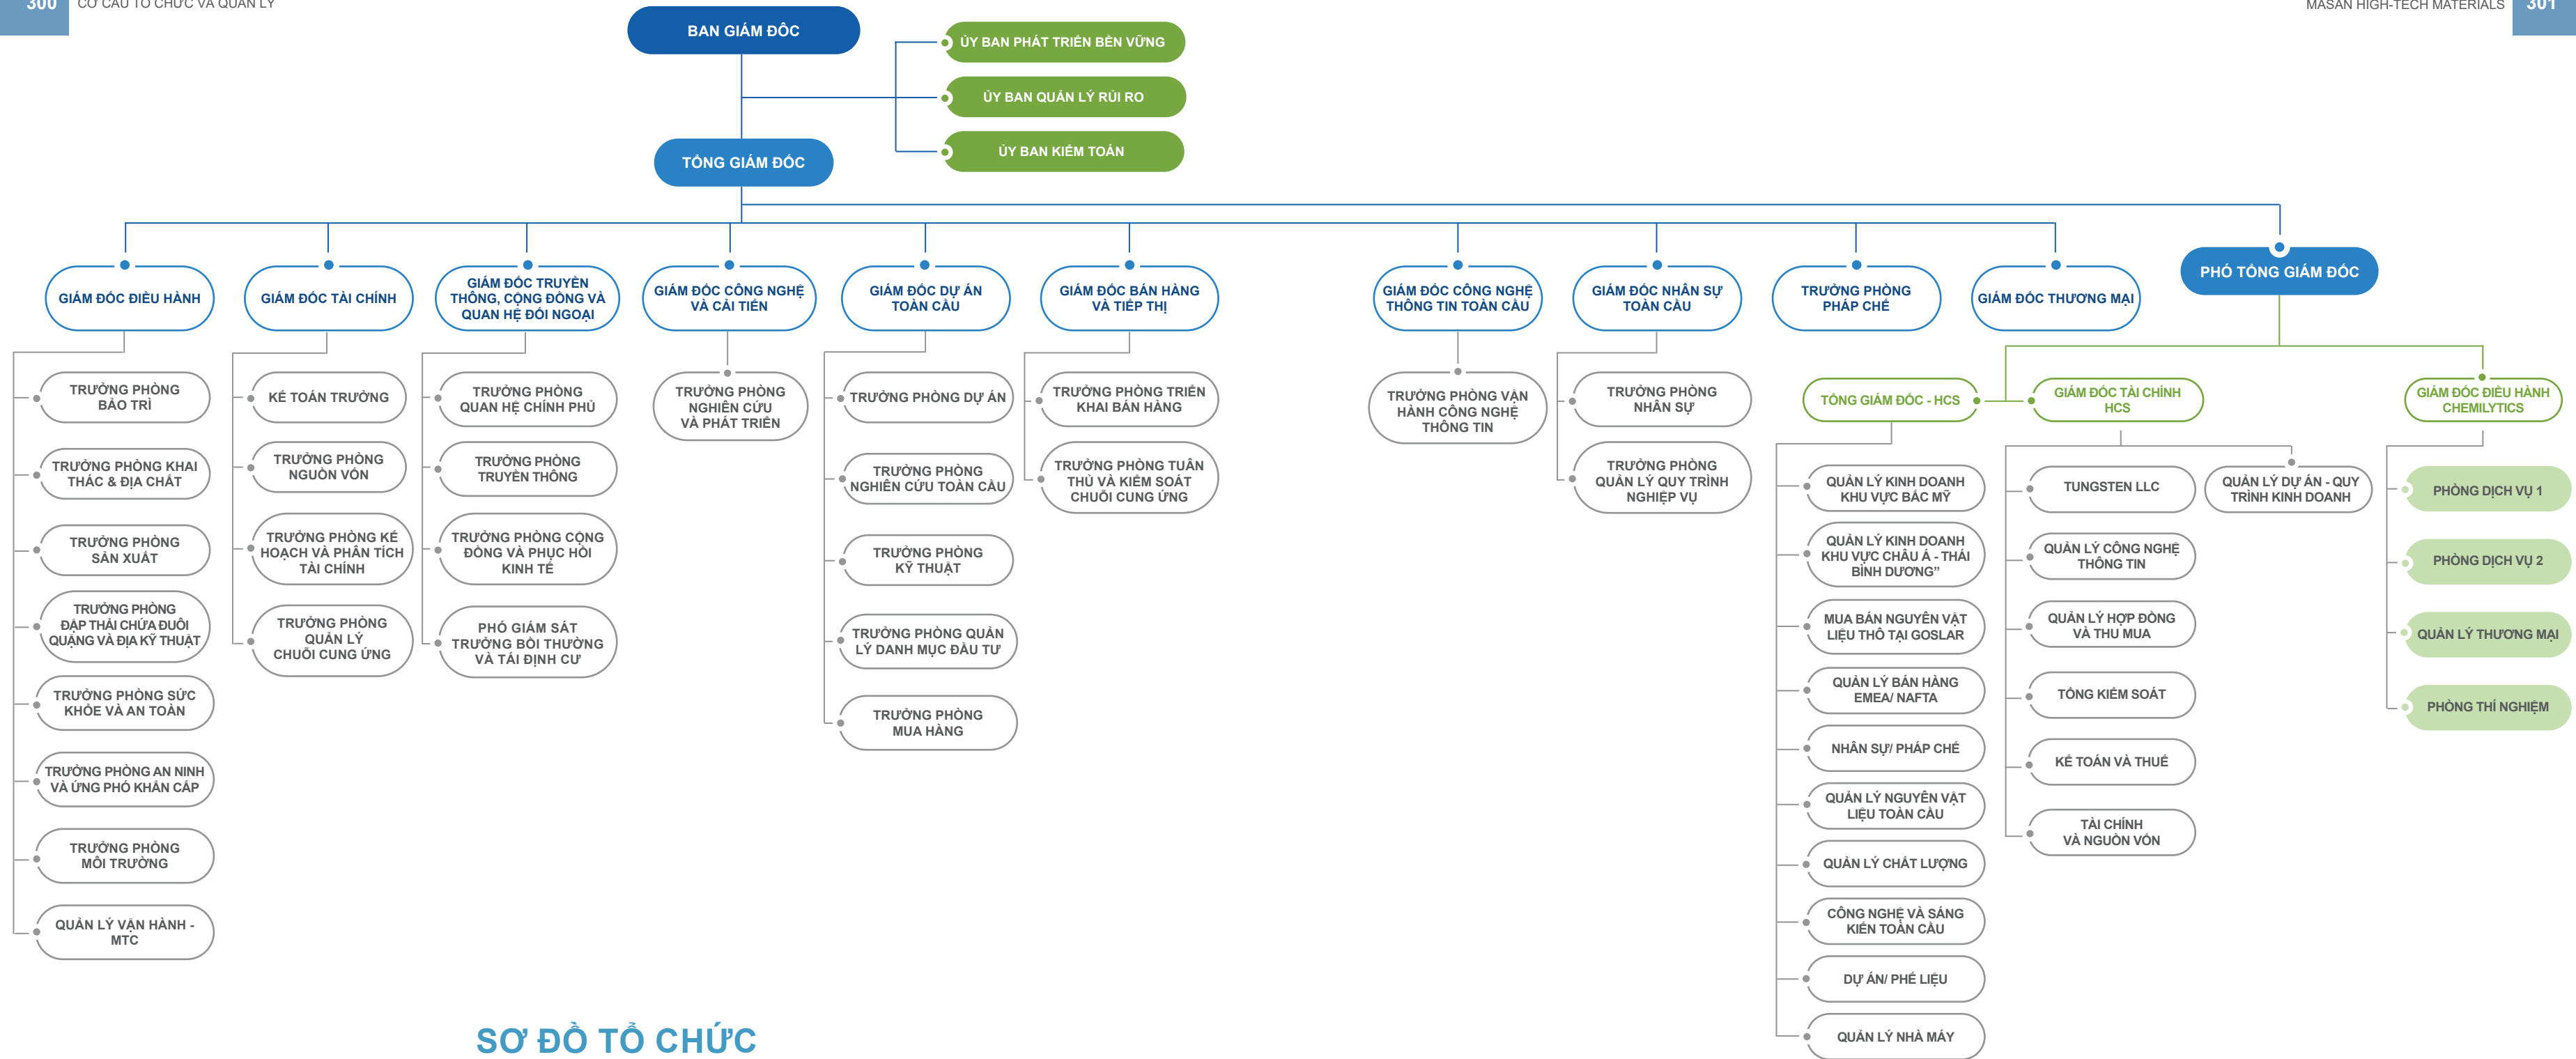 300 CƠ CẤU TỔ CHỨC VÀ QUẢN LÝ
MASAN HIGH-TECH MATERIALS 301
BAN GIÁM ĐỐC
ỦY BAN PHÁT TRIỂN BỀN VỮNG
ỦY BAN QUẢN LÝ RỦI RO
ỦY BAN KIỂM TOÁN
TỔNG GIÁM ĐỐC
PHÓ TỔNG GIÁM ĐỐC
GIÁM ĐỐC ĐIỀU HÀNH
TRƯỞNG PHÒNG
BẢO TRÌ
TRƯỞNG PHÒNG KHAI
THÁC & ĐỊA CHẤT
TRƯỞNG PHÒNG
SẢN XUẤT
TRƯỞNG PHÒNG
ĐẬP THẢI CHỨA ĐUÔI
QUẶNG VÀ ĐỊA KỸ THUẬT
TRƯỞNG PHÒNG SỨC
KHỎE VÀ AN TOÀN
TRƯỞNG PHÒNG AN NINH
VÀ ỨNG PHÓ KHẨN CẤP
TRƯỞNG PHÒNG
MÔI TRƯỜNG
QUẢN LÝ VẬN HÀNH -
MTC
GIÁM ĐỐC TÀI CHÍNH
KẾ TOÁN TRƯỞNG
TRƯỞNG PHÒNG
NGUỒN VỐN
TRƯỞNG PHÒNG KẾ
HOẠCH VÀ PHÂN TÍCH
TÀI CHÍNH
TRƯỞNG PHÒNG
QUẢN LÝ
CHUỖI CUNG ỨNG
GIÁM ĐỐC TRUYỀN
THÔNG, CỘNG ĐỒNG VÀ
QUAN HỆ ĐỐI NGOẠI
TRƯỞNG PHÒNG
QUAN HỆ CHÍNH PHỦ
TRƯỞNG PHÒNG
TRUYỀN THÔNG
TRƯỞNG PHÒNG CỘNG
ĐỒNG VÀ PHỤC HỒI
KINH TẾ
PHÓ GIÁM SÁT
TRƯỞNG BỒI THƯỜNG
VÀ TÁI ĐỊNH CƯ
GIÁM ĐỐC CÔNG NGHỆ
VÀ CẢI TIẾN
TRƯỞNG PHÒNG
NGHIÊN CỨU
VÀ PHÁT TRIỂN
GIÁM ĐỐC DỰ ÁN
TOÀN CẦU
TRƯỞNG PHÒNG DỰ ÁN
TRƯỞNG PHÒNG
NGHIÊN CỨU TOÀN CẦU
TRƯỞNG PHÒNG
KỸ THUẬT
TRƯỞNG PHÒNG QUẢN
LÝ DANH MỤC ĐẦU TƯ
TRƯỞNG PHÒNG
MUA HÀNG
GIÁM ĐỐC BÁN HÀNG
VÀ TIẾP THỊ
TRƯỞNG PHÒNG TRIỂN
KHAI BÁN HÀNG
TRƯỞNG PHÒNG TUÂN
THỦ VÀ KIỂM SOÁT
CHUỖI CUNG ỨNG
GIÁM ĐỐC CÔNG NGHỆ
THÔNG TIN TOÀN CẦU
TRƯỞNG PHÒNG VẬN
HÀNH CÔNG NGHỆ
THÔNG TIN
GIÁM ĐỐC NHÂN SỰ
TOÀN CẦU
TRƯỞNG PHÒNG
NHÂN SỰ
TRƯỞNG PHÒNG
QUẢN LÝ QUY TRÌNH
NGHIỆP VỤ
TRƯỞNG PHÒNG
PHÁP CHẾ
GIÁM ĐỐC THƯƠNG MẠI
TỔNG GIÁM ĐỐC - HCS
QUẢN LÝ KINH DOANH
KHU VỰC BẮC MỸ
QUẢN LÝ KINH DOANH
KHU VỰC CHÂU Á - THÁI
BÌNH DƯƠNG”
MUA BÁN NGUYÊN VẬT
LIỆU THÔ TẠI GOSLAR
QUẢN LÝ BÁN HÀNG
EMEA/ NAFTA
NHÂN SỰ/ PHÁP CHẾ
QUẢN LÝ NGUYÊN VẬT
LIỆU TOÀN CẦU
QUẢN LÝ CHẤT LƯỢNG
CÔNG NGHỆ VÀ SÁNG
KIẾN TOÀN CẦU
DỰ ÁN/ PHẾ LIỆU
QUẢN LÝ NHÀ MÁY
GIÁM ĐỐC TÀI CHÍNH
HCS
TUNGSTEN LLC
QUẢN LÝ CÔNG NGHỆ
THÔNG TIN
QUẢN LÝ HỢP ĐỒNG
VÀ THU MUA
TỔNG KIỂM SOÁT
KẾ TOÁN VÀ THUẾ
TÀI CHÍNH
VÀ NGUỒN VỐN
QUẢN LÝ DỰ ÁN - QUY
TRÌNH KINH DOANH
GIÁM ĐỐC ĐIỀU HÀNH
CHEMILYTICS
PHÒNG DỊCH VỤ 1
PHÒNG DỊCH VỤ 2
QUẢN LÝ THƯƠNG MẠI
PHÒNG THÍ NGHIỆM
SƠ ĐỒ TỔ CHỨC